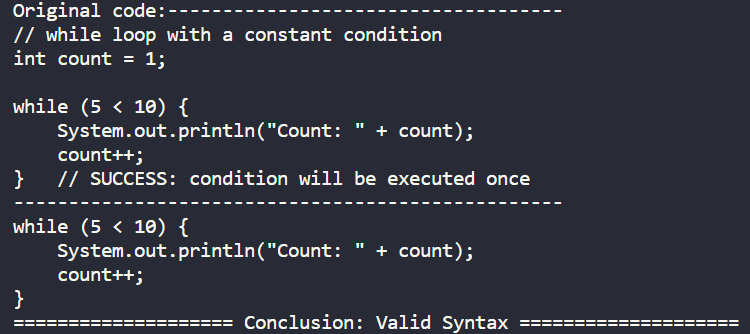 Original code:------------------------------------
// while loop with a constant condition
int count = 1;
while (5 < 10) {
    System.out.println("Count: " + count);
    count++;
}   // SUCCESS: condition will be executed once
--------------------------------------------------
while (5 < 10) {
    System.out.println("Count: " + count);
    count++;
}
==================== Conclusion: Valid Syntax ====================